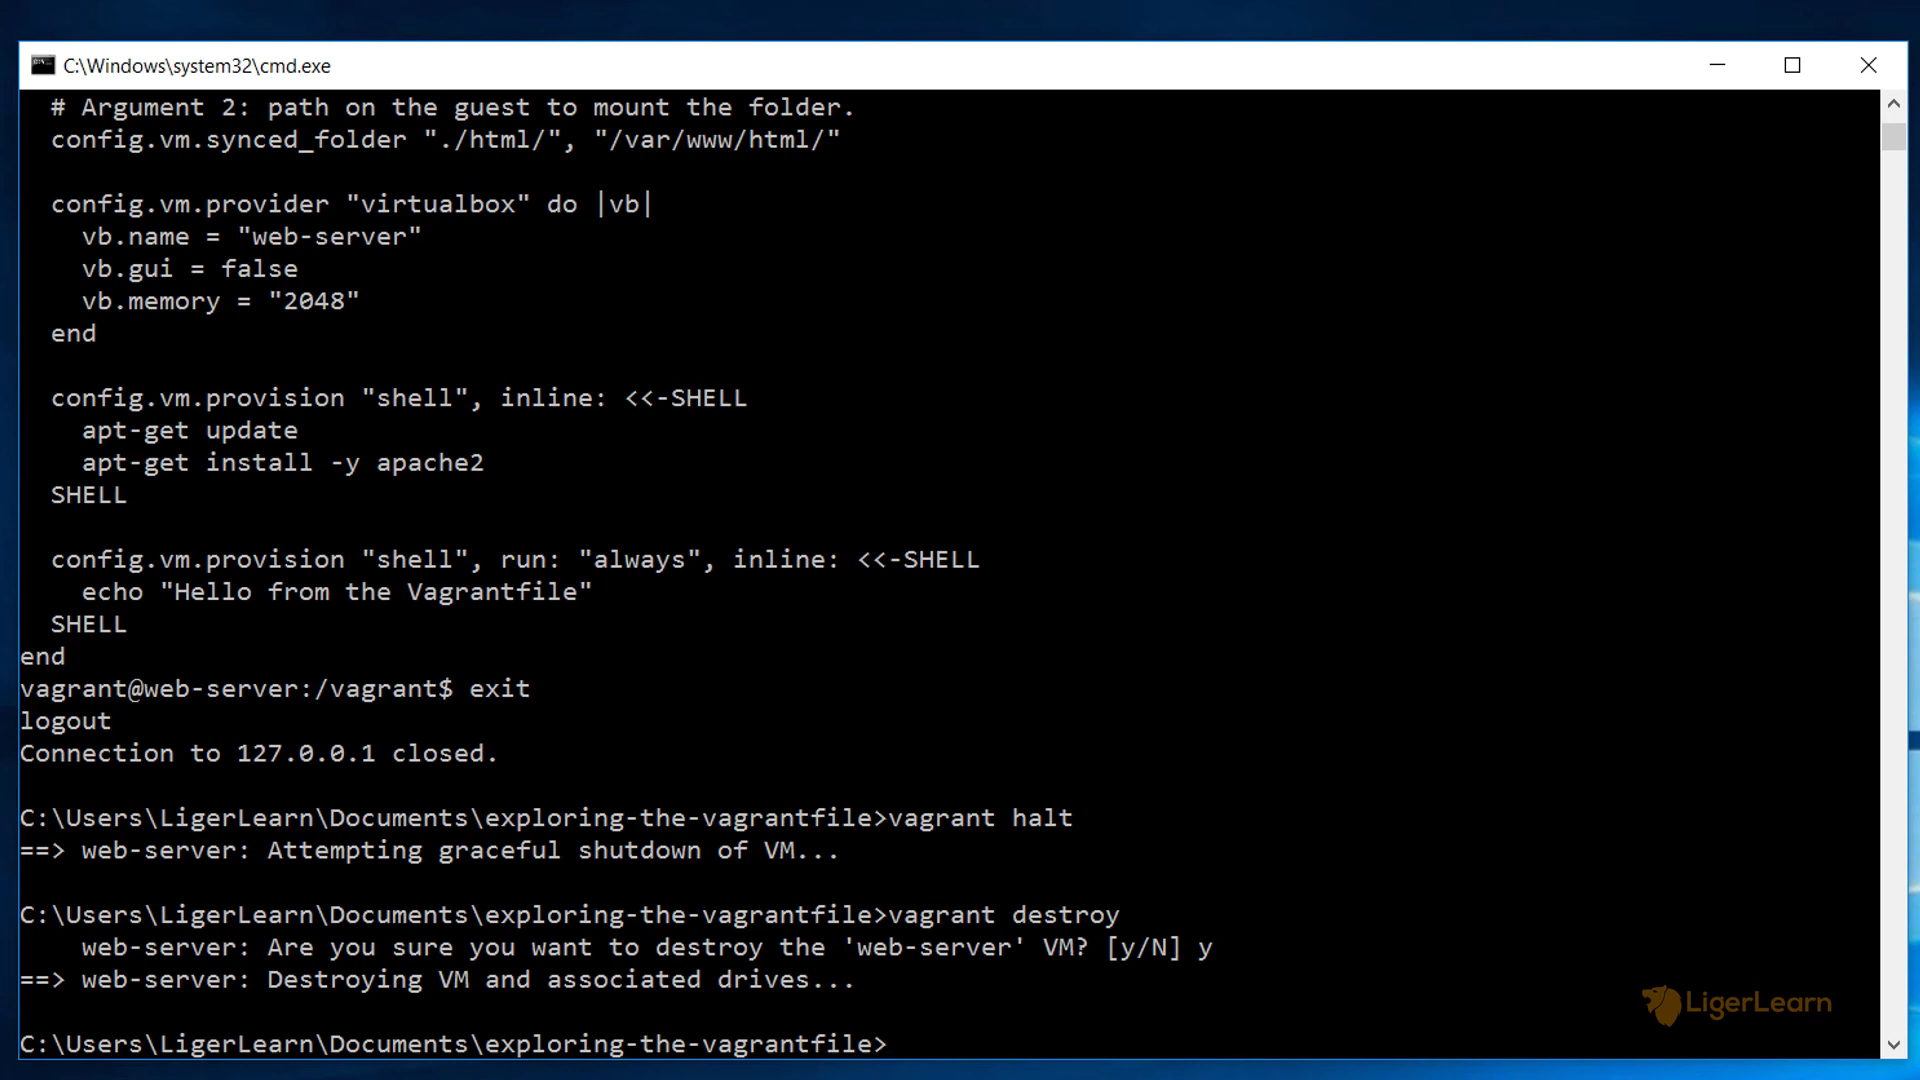 C:\Windows\system32\cmd.exe
# Argument 2: path on the guest to mount the folder.
config.vm.synced_folder "./html/", "/var/www/html/"
config.vm.provider "virtualbox" do |vb|
vb.name = "web-server"
vb.gui = false
vb.memory = "2048"
end
config.vm.provision "shell", inline: <<-SHELL
apt-get update
apt-get install -y apache2
SHELL
config.vm.provision "shell", run: "always", inline: <<-SHELL
echo "Hello from the Vagrantfile"
SHELL
end
vagrant@web-server:/vagrant$ exit
logout
Connection to 127.0.0.1 closed.
C:\Users\LigerLearn\Documents\exploring-the-vagrantfile>vagrant halt
==> web-server: Attempting graceful shutdown of VM...
C:\Users\LigerLearn\Documents\exploring-the-vagrantfile>vagrant destroy
web-server: Are you sure you want to destroy the 'web-server' VM? [y/N] y
==> web-server: Destroying VM and associated drives...
LigerLearn
C:\Users\LigerLearn\Documents\exploring-the-vagrantfile>